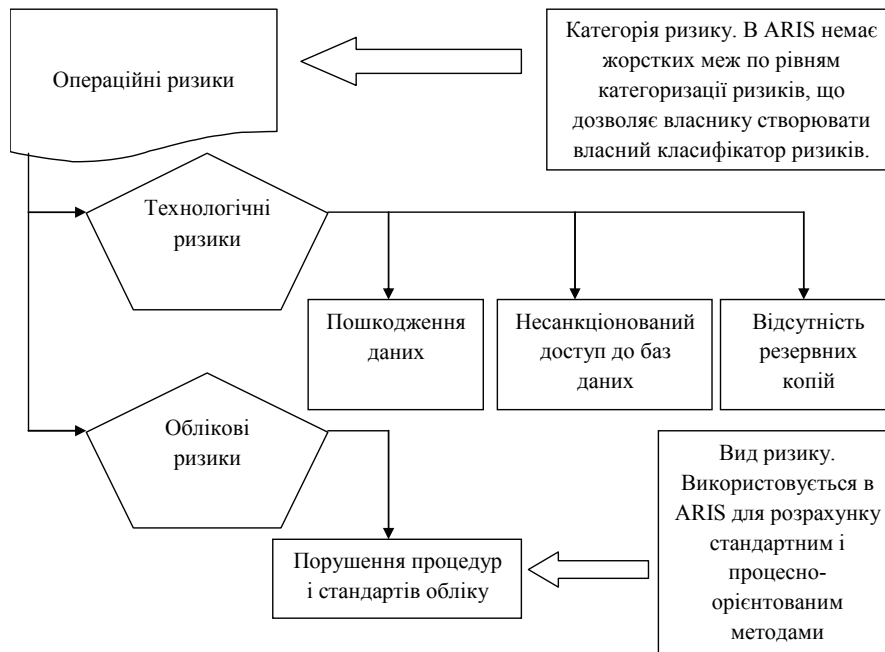 Операційні ризики
Категорія ризику. В ARIS немає
жорстких меж по рівням
категоризації ризиків, що
дозволяє власнику створювати
власний класифікатор ризиків.
Технологічні
ризики
Пошкодження
даних
Несанкціонований
доступ до баз
даних
Відсутність
резервних
копій
Облікові
ризики
Вид ризику.
Використовується в
ARIS для розрахунку
стандартним і
процесно-
орієнтованим
методами
Порушення процедур
і стандартів обліку